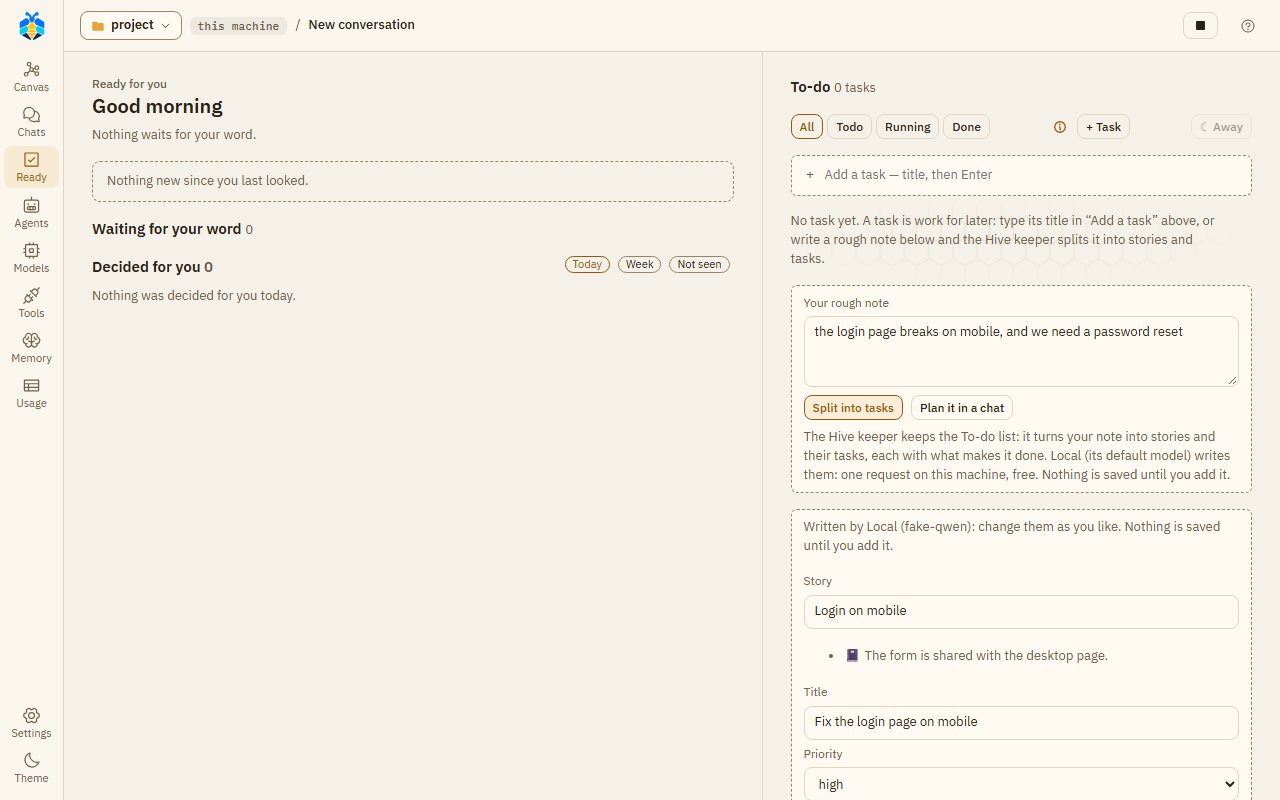 project
this machine
/
New conversation
Canvas
Chats
Ready
Agents
Models
Tools
Memory
Usage
Settings
Theme
Ready for you
Good morning
Nothing waits for your word.
Nothing new since you last looked.
Waiting for your word 0
Decided for you 0
Today
Week
Not seen
Nothing was decided for you today.
To-do 0 tasks
All
Todo
Running
Done
+ Task
Away
+ Add a task — title, then Enter
No task yet. A task is work for later: type its title in “Add a task” above, or
write a rough note below and the Hive keeper splits it into stories and
tasks.
Your rough note
the login page breaks on mobile, and we need a password reset
Split into tasks
Plan it in a chat
The Hive keeper keeps the To-do list: it turns your note into stories and
their tasks, each with what makes it done. Local (its default model) writes
them: one request on this machine, free. Nothing is saved until you add it.
Written by Local (fake-qwen): change them as you like. Nothing is saved
until you add it.
Story
Login on mobile
• The form is shared with the desktop page.
Title
Fix the login page on mobile
Priority
high